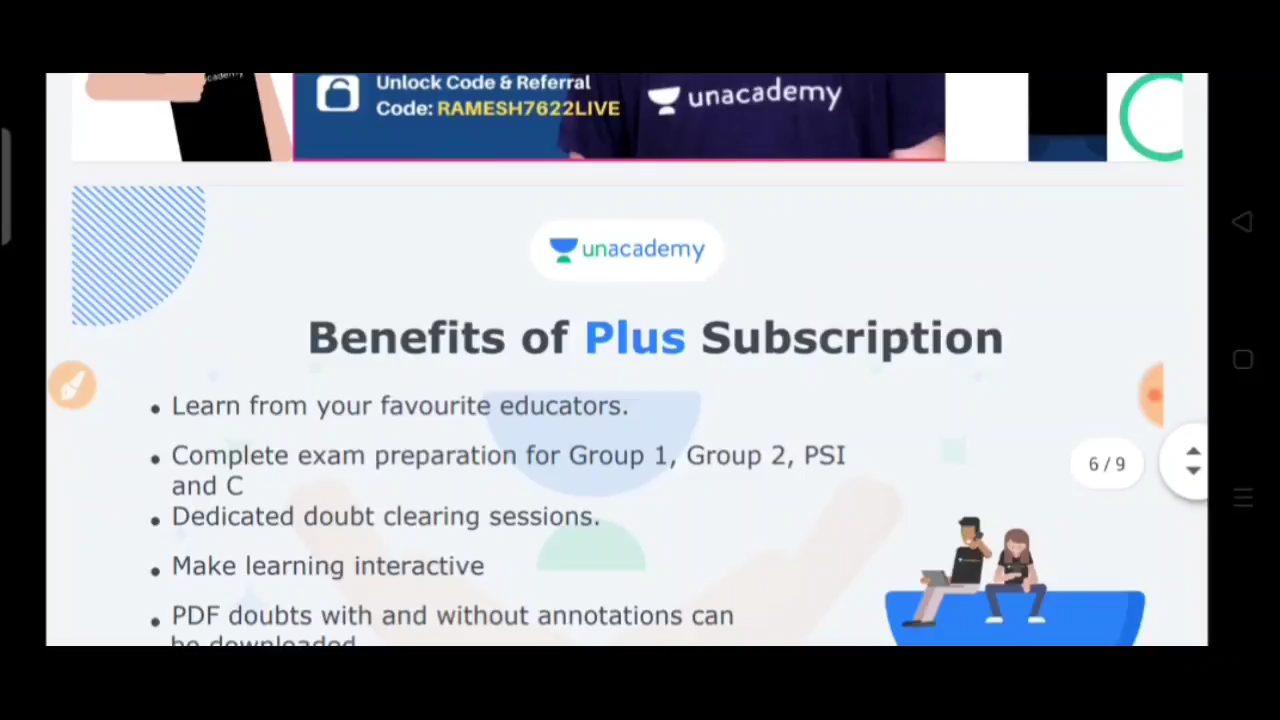 Unlock Code & Referral
Code: RAMESH7622LIVE
unacademy
unacademy
Benefits of Plus Subscription
• Learn from your favourite educators.
• Complete exam preparation for Group 1, Group 2, PSI
and C
• Dedicated doubt clearing sessions.
6/9
• Make learning interactive
• PDF doubts with and without annotations can
be downloaded